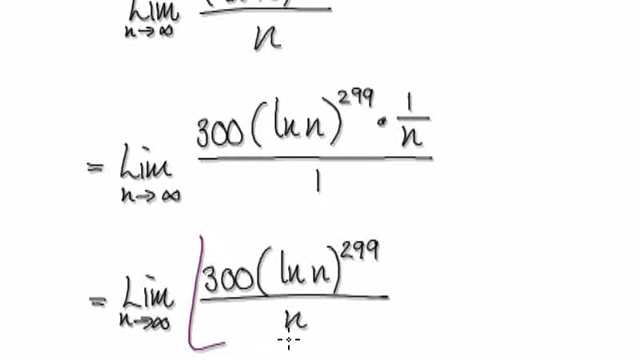 Lim n→∞ / n
= Lim n→∞ 300(ln n)^299 · 1/n / 1
= Lim n→∞ 300(ln n)^299 / n